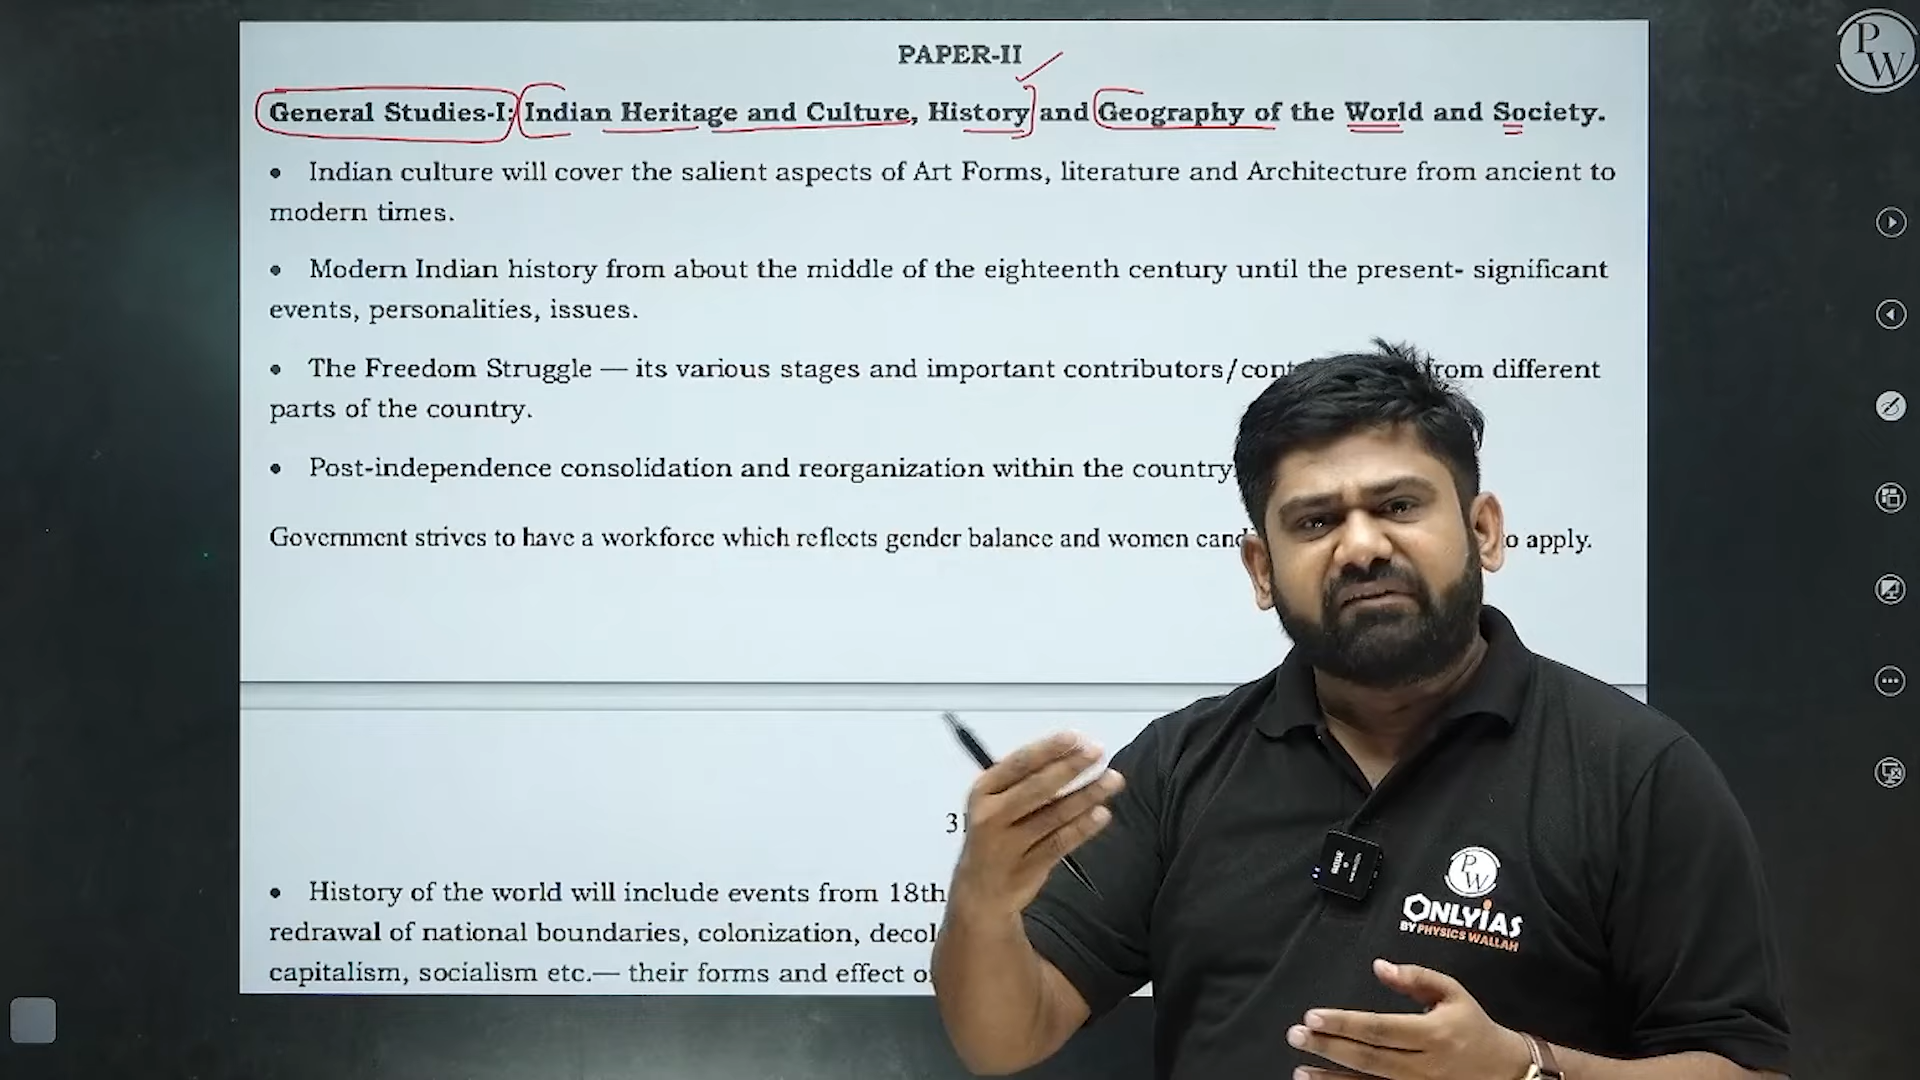 PAPER-II
General Studies-I: Indian Heritage and Culture, History and Geography of the World and Society.
• Indian culture will cover the salient aspects of Art Forms, literature and Architecture from ancient to
modern times.
• Modern Indian history from about the middle of the eighteenth century until the present- significant
events, personalities, issues.
• The Freedom Struggle — its various stages and important contributors/ from different
parts of the country.
• Post-independence consolidation and reorganization within the country
Government strives to have a workforce which reflects gender balance and women to apply.
• History of the world will include events from 18th
redrawal of national boundaries, colonization,
capitalism, socialism etc.— their forms and effect
PW
PW
ONLYIAS
BY PHYSICS WALLAH
RODE